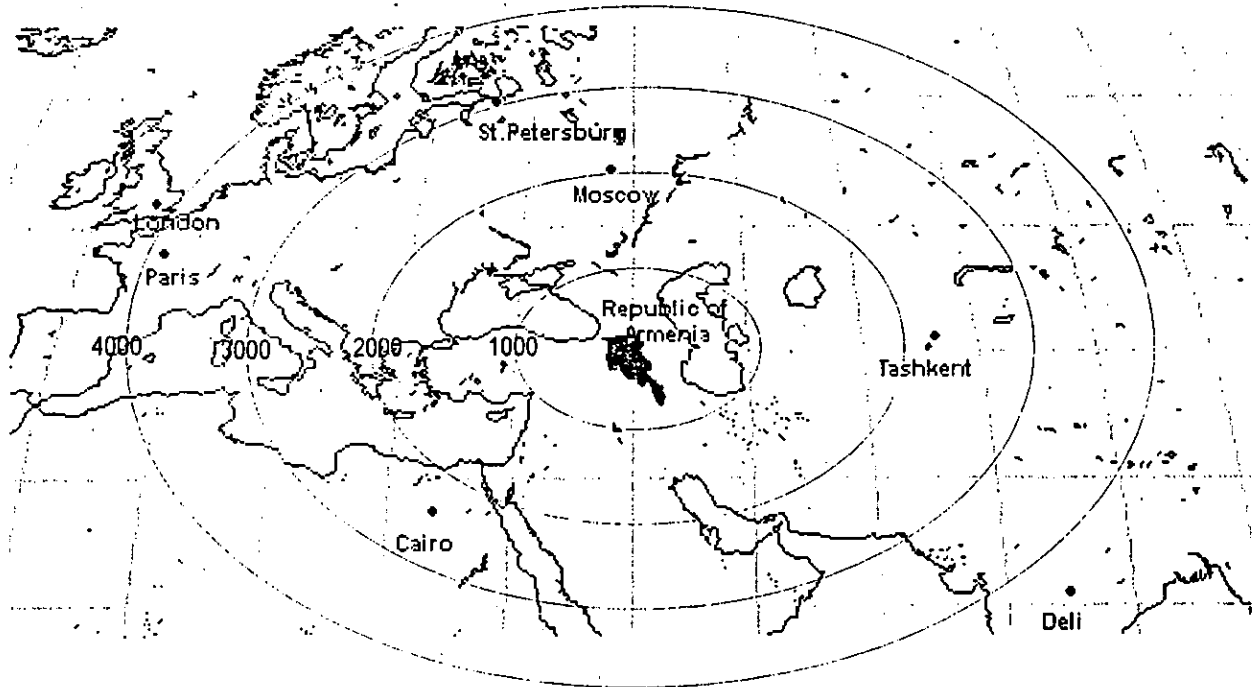 St.Petersburg
Moscow
London
Paris
Republic of
Armenia
4000
3000
2000
1000
Tashkent
Cairo
Deli